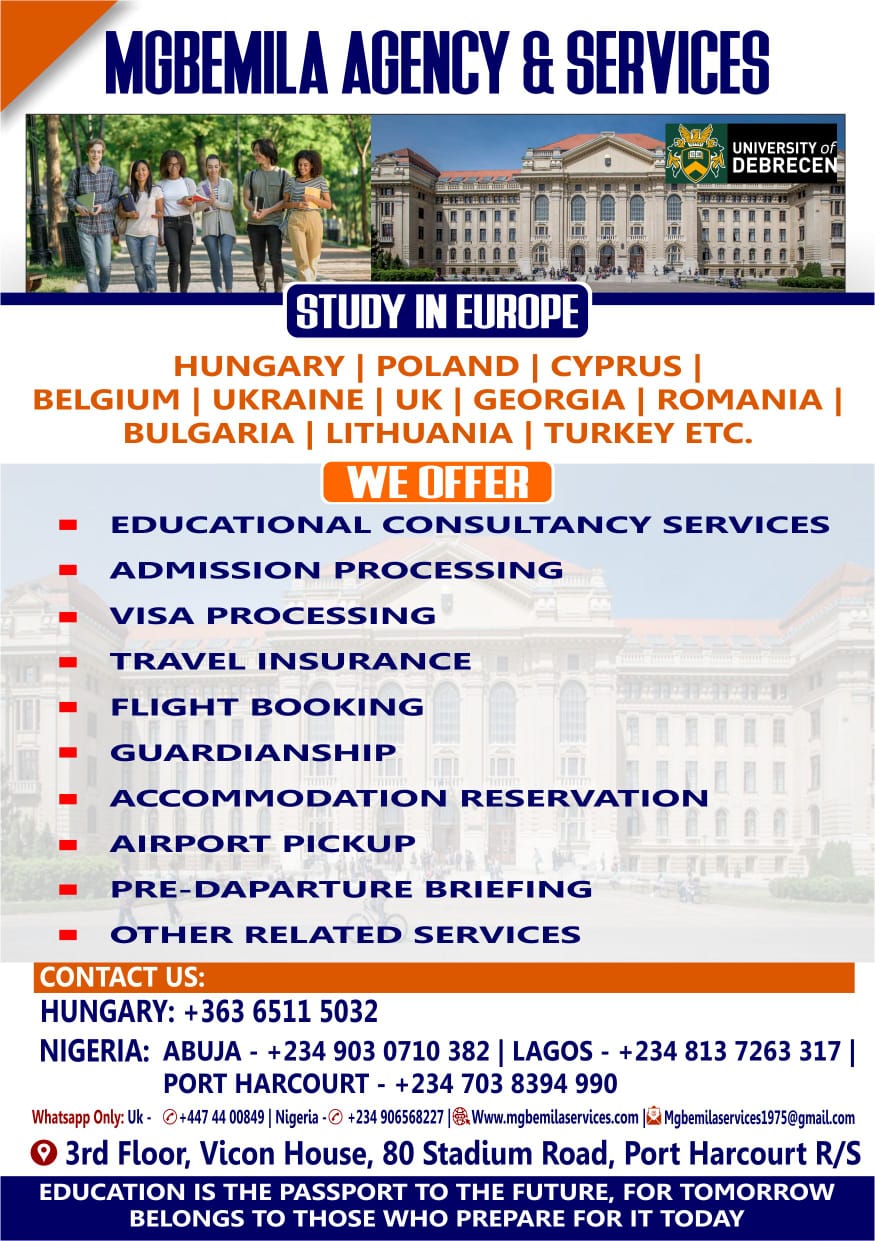 MGBEMILA AGENCY & SERVICES
UNIVERSITY of
DEBRECEN
STUDY IN EUROPE
HUNGARY | POLAND | CYPRUS |
BELGIUM | UKRAINE | UK | GEORGIA | ROMANIA |
BULGARIA | LITHUANIA | TURKEY ETC.
WE OFFER
EDUCATIONAL CONSULTANCY SERVICES
ADMISSION PROCESSING
VISA PROCESSING
TRAVEL INSURANCE
FLIGHT BOOKING
GUARDIANSHIP
ACCOMMODATION RESERVATION
AIRPORT PICKUP
PRE-DAPARTURE BRIEFING
OTHER RELATED SERVICES
CONTACT US:
HUNGARY: +363 6511 5032
NIGERIA: ABUJA - +234 903 0710 382 | LAGOS - +234 813 7263 317 |
PORT HARCOURT - +234 703 8394 990
Whatsapp Only: Uk - +447 44 00849 | Nigeria - +234 906568227 | Www.mgbemilaservices.com | Mgbemilaservices1975@gmail.com
3rd Floor, Vicon House, 80 Stadium Road, Port Harcourt R/S
EDUCATION IS THE PASSPORT TO THE FUTURE, FOR TOMORROW
BELONGS TO THOSE WHO PREPARE FOR IT TODAY